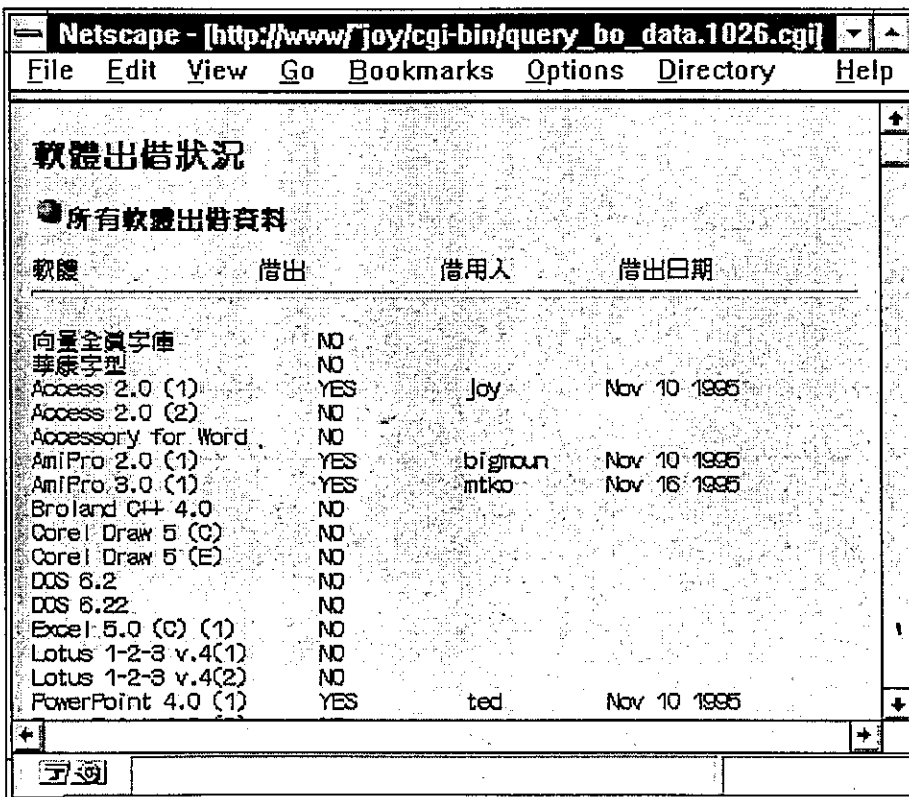 Netscape - [http://www/~joy/cgi-bin/query_bo_data.1026.cgi]
File Edit View Go Bookmarks Options Directory Help
軟體出借狀況
所有軟體出借資料
軟體 借出 借用人 借出日期
向量全真字庫 NO
華康字型 NO
Access 2.0 (1) YES joy Nov 10 1995
Access 2.0 (2) NO
Accessory for Word NO
AmiPro 2.0 (1) YES bigmoun Nov 10 1995
AmiPro 3.0 (1) YES mtko Nov 16 1995
Broland C++ 4.0 NO
Corel Draw 5 (C) NO
Corel Draw 5 (E) NO
DOS 6.2 NO
DOS 6.22 NO
Excel 5.0 (C) (1) NO
Lotus 1-2-3 v.4(1) NO
Lotus 1-2-3 v.4(2) NO
PowerPoint 4.0 (1) YES ted Nov 10 1995